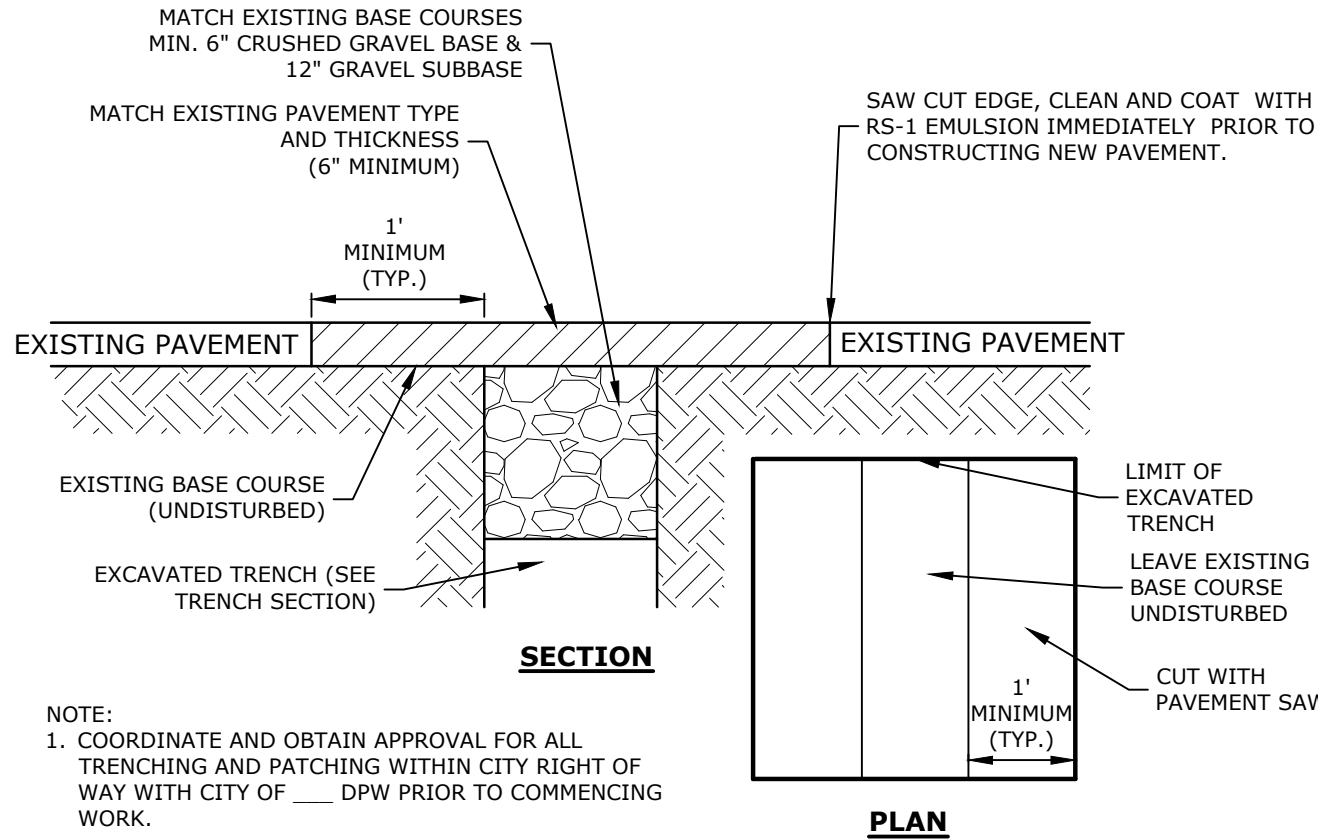 MATCH EXISTING BASE COURSES
MIN. 6" CRUSHED GRAVEL BASE &
12" GRAVEL SUBBASE
MATCH EXISTING PAVEMENT TYPE
AND THICKNESS
(6" MINIMUM)
SAW CUT EDGE, CLEAN AND COAT WITH
RS-1 EMULSION IMMEDIATELY PRIOR TO
CONSTRUCTING NEW PAVEMENT.
1'
MINIMUM
(TYP.)
EXISTING PAVEMENT
EXISTING PAVEMENT
EXISTING BASE COURSE
(UNDISTURBED)
EXCAVATED TRENCH (SEE
TRENCH SECTION)
SECTION
LIMIT OF
EXCAVATED
TRENCH
LEAVE EXISTING
BASE COURSE
UNDISTURBED
CUT WITH
PAVEMENT SAW
1'
MINIMUM
(TYP.)
PLAN
NOTE:
1. COORDINATE AND OBTAIN APPROVAL FOR ALL
TRENCHING AND PATCHING WITHIN CITY RIGHT OF
WAY WITH CITY OF ___ DPW PRIOR TO COMMENCING
WORK.